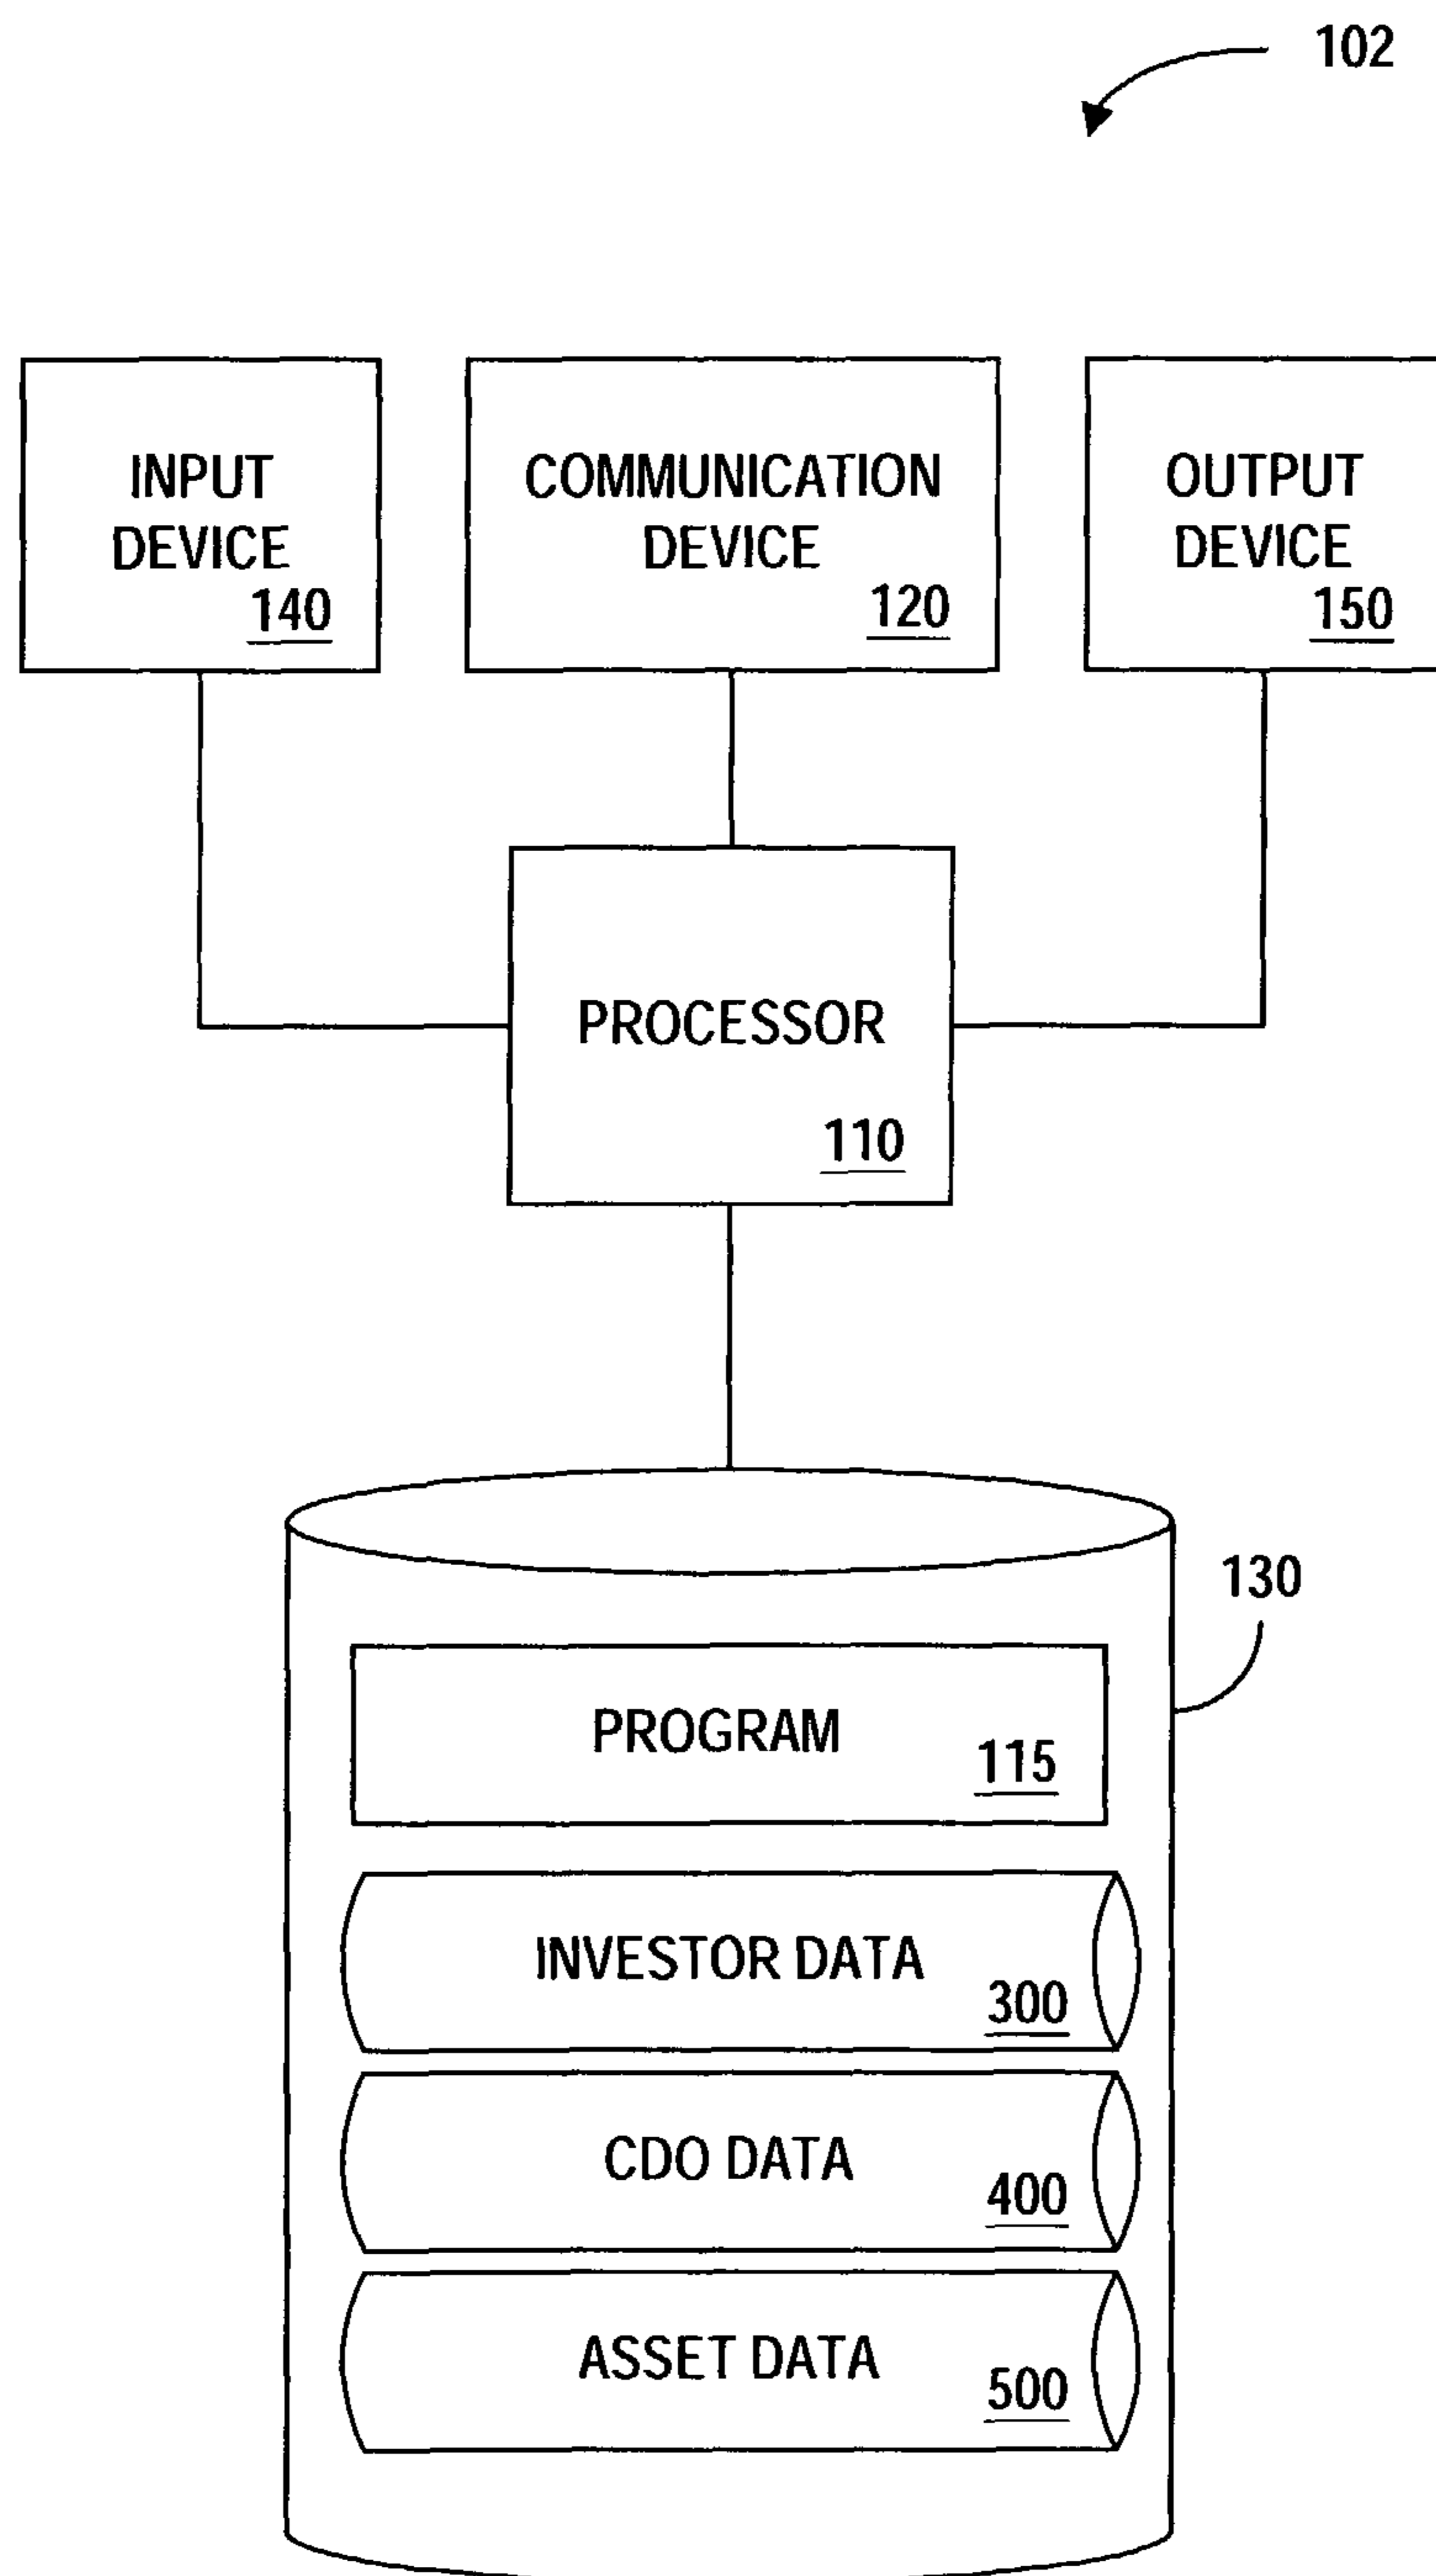 102
INPUT
DEVICE
140
COMMUNICATION
DEVICE
120
OUTPUT
DEVICE
150
PROCESSOR
110
130
PROGRAM
115
INVESTOR DATA
300
CDO DATA
400
ASSET DATA
500